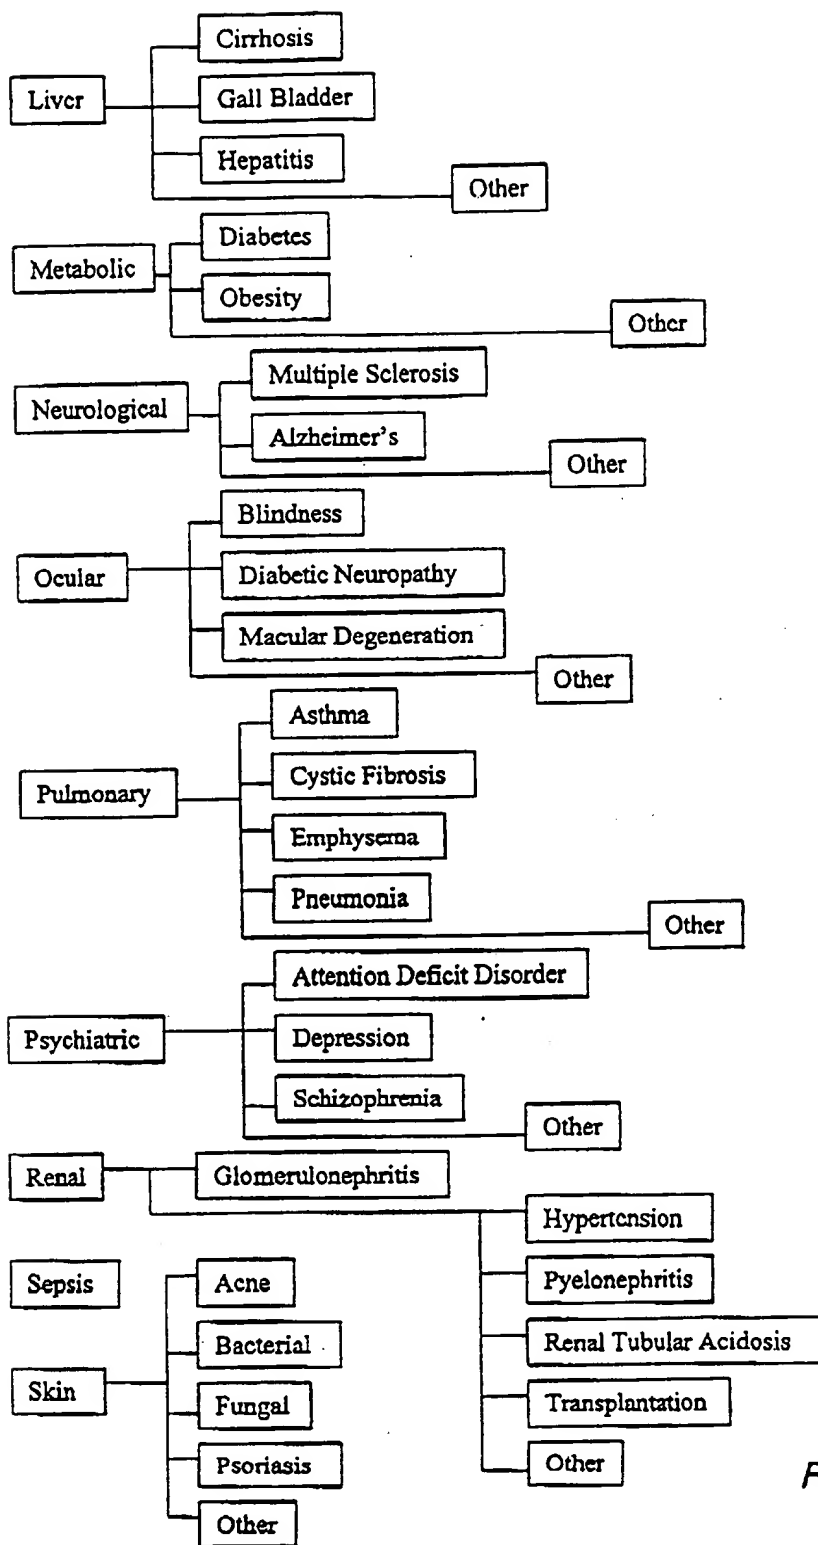 Cirrhosis
Liver
Gall Bladder
Hepatitis
Other
Diabetes
Metabolic
Obesity
Other
Multiple Sclerosis
Neurological
Alzheimer's
Other
Blindness
Ocular
Diabetic Neuropathy
Macular Degeneration
Other
Asthma
Cystic Fibrosis
Pulmonary
Emphysema
Pneumonia
Other
Attention Deficit Disorder
Psychiatric
Depression
Schizophrenia
Other
Renal
Glomerulonephritis
Hypertension
Pyelonephritis
Renal Tubular Acidosis
Transplantation
Other
Sepsis
Acne
Bacterial
Skin
Fungal
Psoriasis
Other